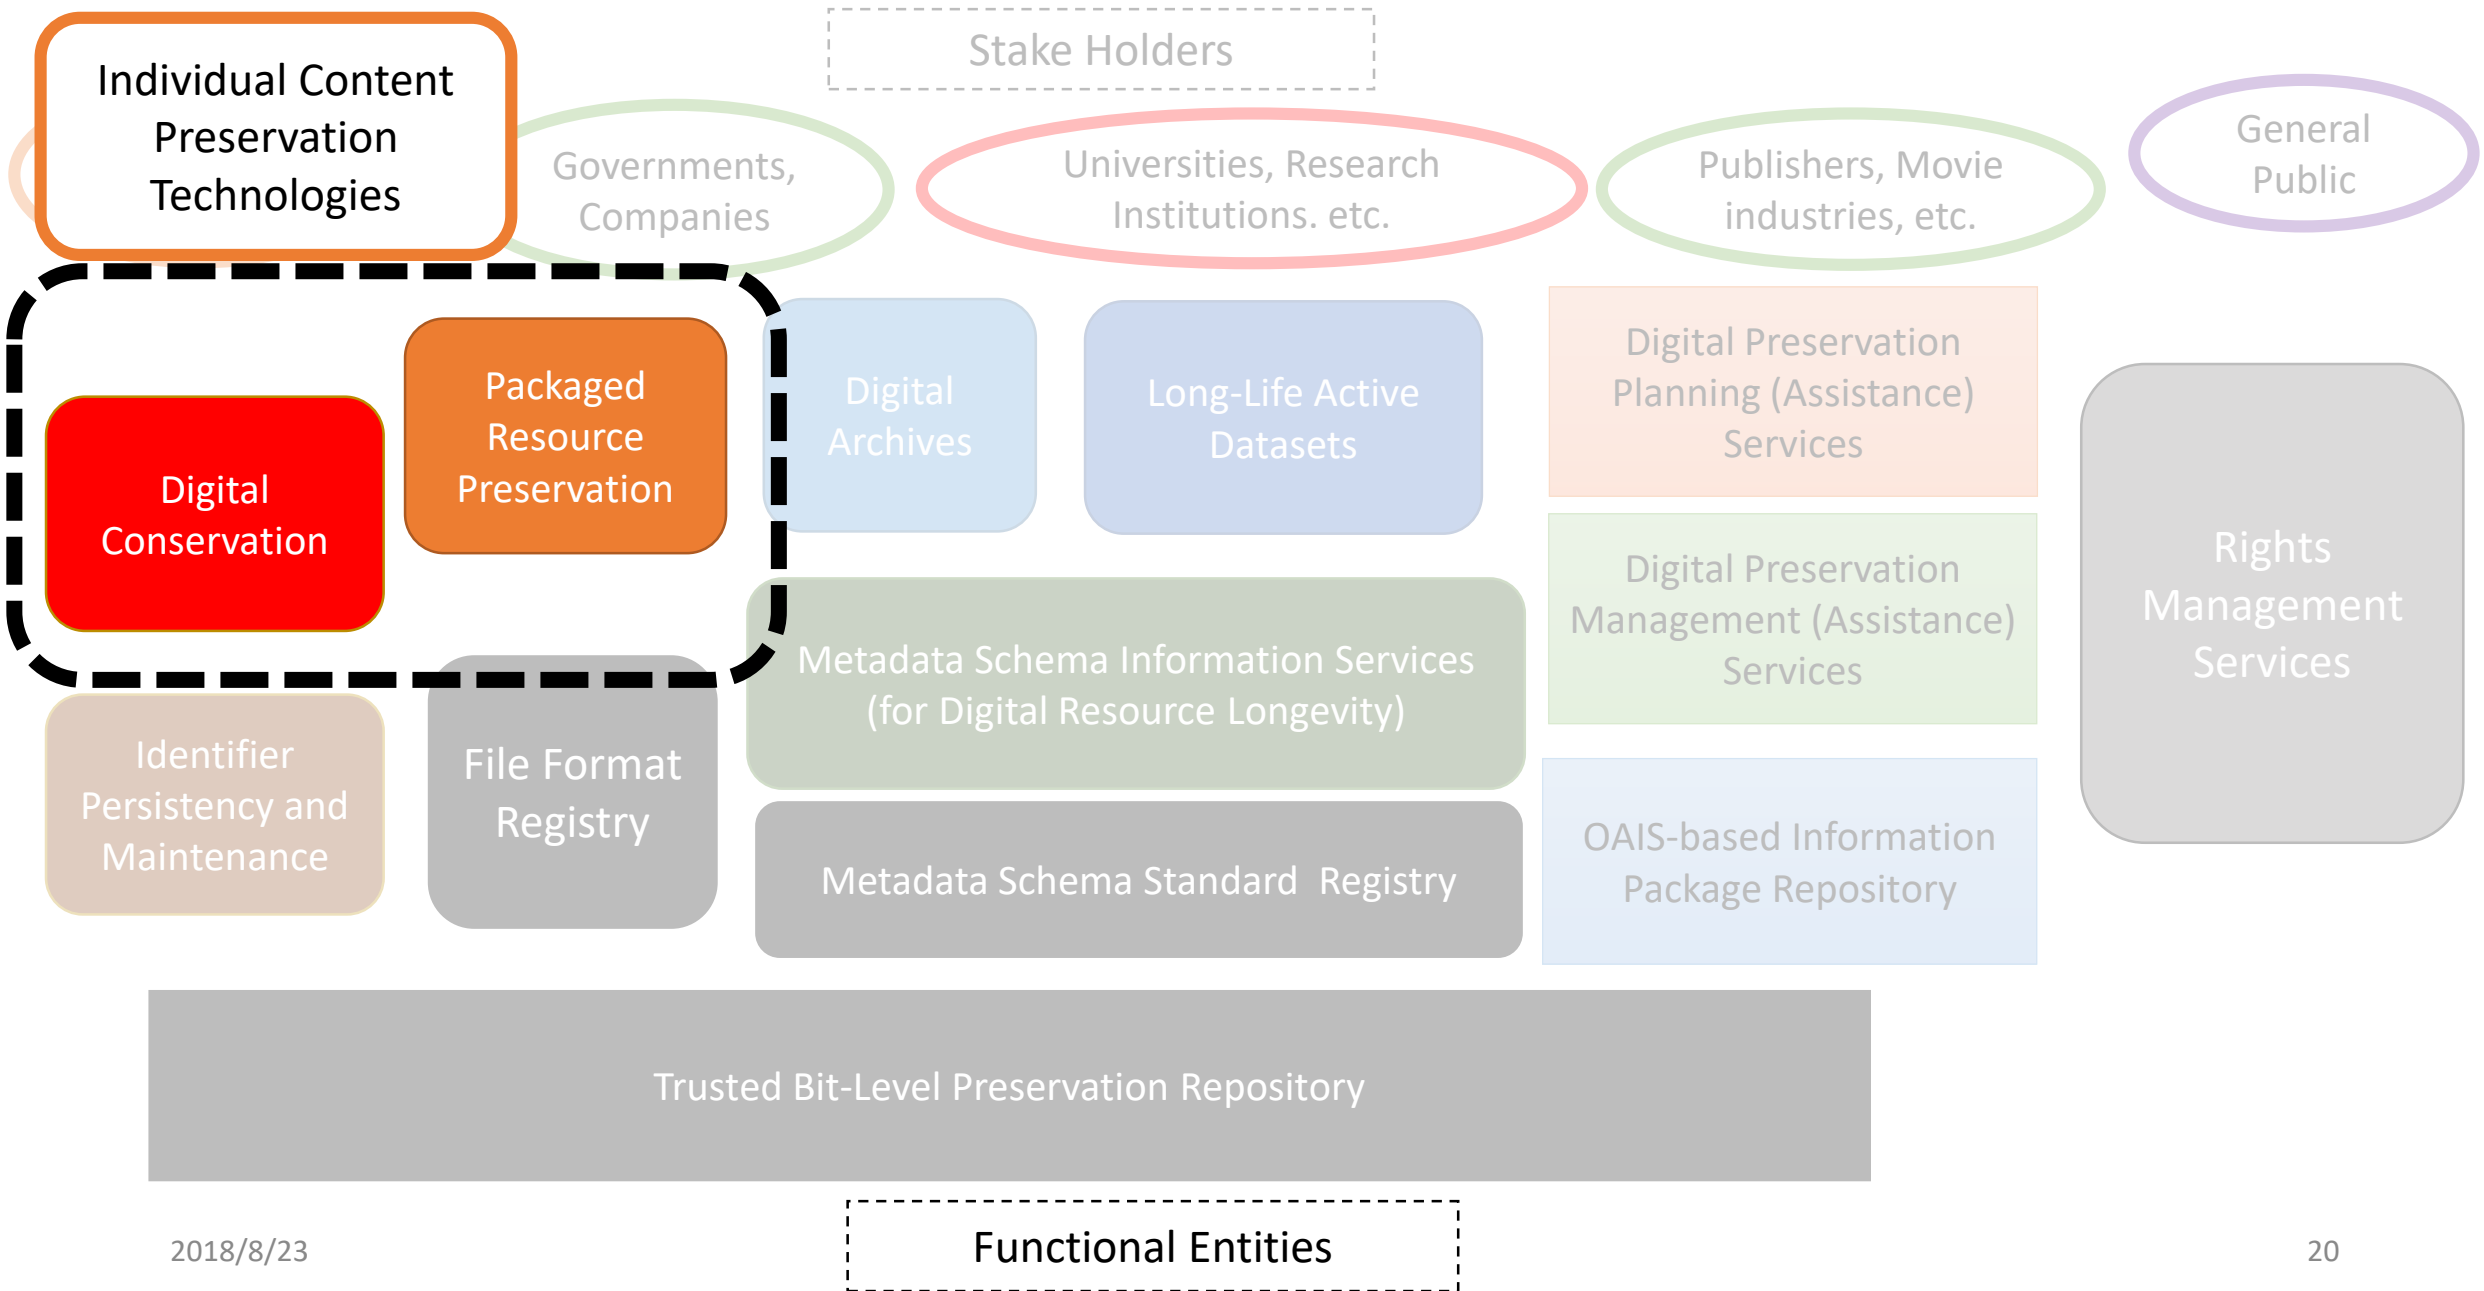 Stake Holders
Individual Content
Preservation
Technologies
Governments,
Companies
Universities, Research
Institutions. etc.
Publishers, Movie
industries, etc.
General
Public
Digital
Conservation
Packaged
Resource
Preservation
Digital
Archives
Long-Life Active
Datasets
Digital Preservation
Planning (Assistance)
Services
Digital Preservation
Management (Assistance)
Services
Rights
Management
Services
Metadata Schema Information Services
(for Digital Resource Longevity)
Identifier
Persistency and
Maintenance
File Format
Registry
Metadata Schema Standard Registry
OAIS-based Information
Package Repository
Trusted Bit-Level Preservation Repository
Functional Entities
2018/8/23
20